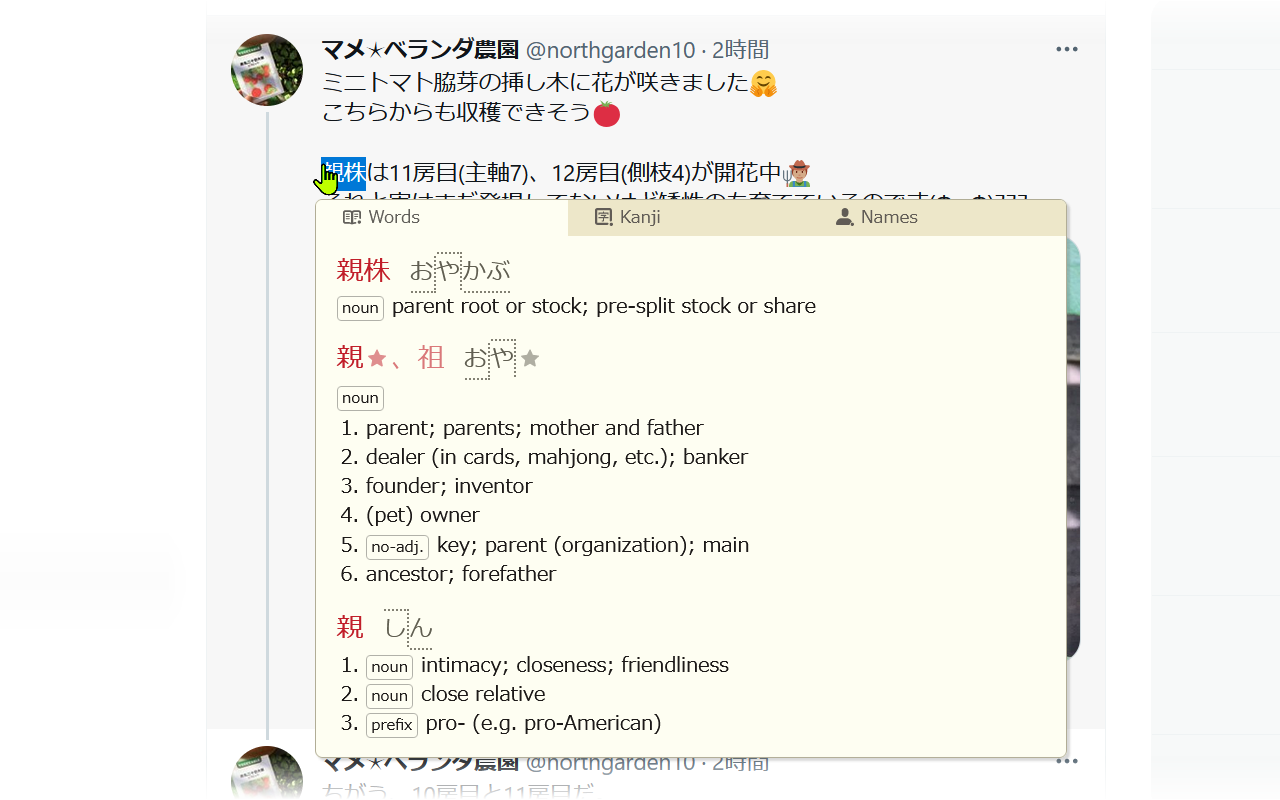 マメ✭ベランダ農園 @northgarden10 · 2時間
ミニトマト脇芽の挿し木に花が咲きました🤗
こちらからも収穫できそう🍅
親株は11房目(主軸7)、12房目(側枝4)が開花中👨🏽‍🌾
Words
Kanji
Names
親株 おやかぶ
noun parent root or stock; pre-split stock or share
親★、祖 おや★
noun
1. parent; parents; mother and father
2. dealer (in cards, mahjong, etc.); banker
3. founder; inventor
4. (pet) owner
5. no-adj. key; parent (organization); main
6. ancestor; forefather
親 しん
1. noun intimacy; closeness; friendliness
2. noun close relative
3. prefix pro- (e.g. pro-American)
マメ✭ベランダ農園 @northgarden10 · 2時間
ちがう、10房目と11房目だ